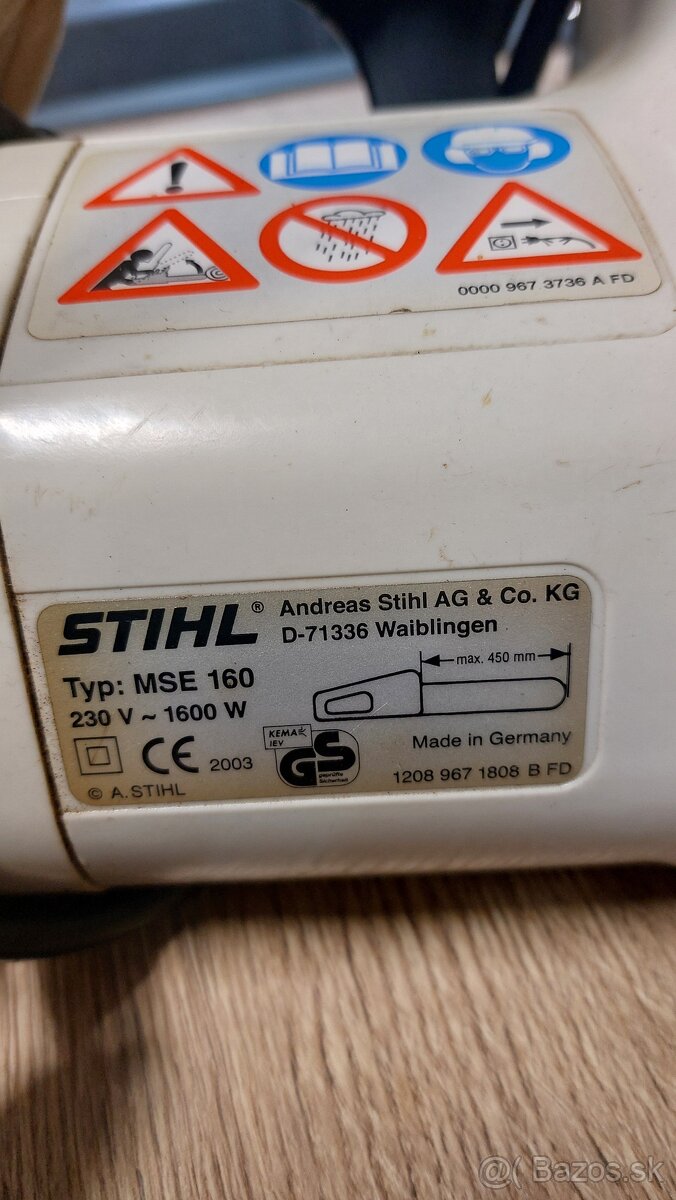 0000 967 3736 A FD
STIHL® Andreas Stihl AG & Co. KG
D-71336 Waiblingen
Typ: MSE 160
max. 450 mm
230 V ~ 1600 W
KEMA
IEV
GS
geprüfte
Sicherheit
Made in Germany
CE 2003
1208 967 1808 B FD
© A.STIHL
@( Bazos.sk